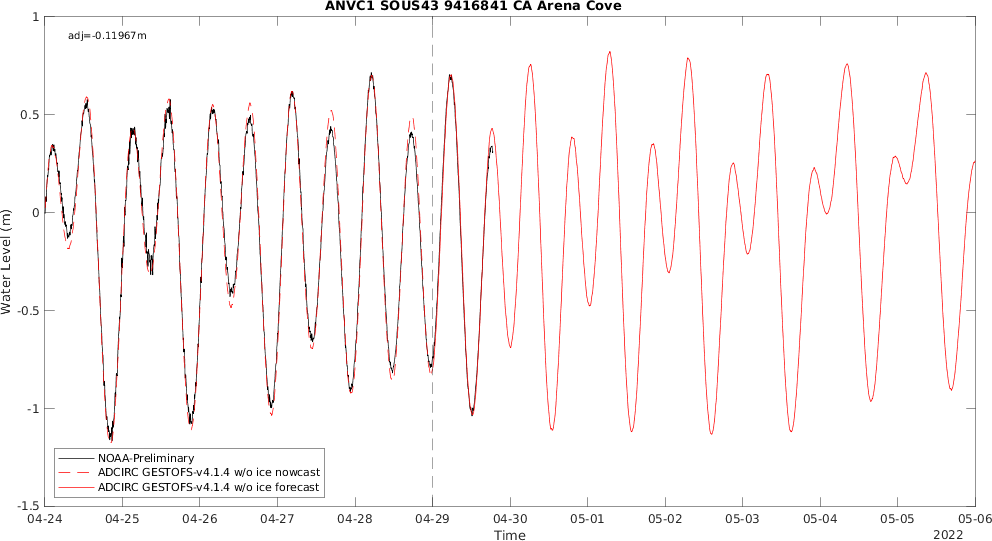 ANVC1 SOUS43 9416841 CA Arena Cove
adj=-0.11967m
Water Level (m)
1
0.5
0
-0.5
-1
-1.5
NOAA-Preliminary
ADCIRC GESTOFS-v4.1.4 w/o ice nowcast
ADCIRC GESTOFS-v4.1.4 w/o ice forecast
04-24 04-25 04-26 04-27 04-28 04-29 04-30 05-01 05-02 05-03 05-04 05-05 05-06
Time
2022